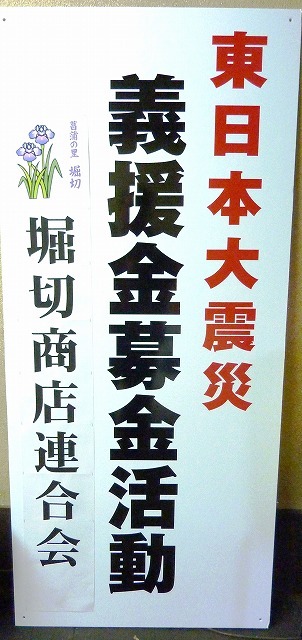 東日本大震災
義援金募金活動
菖蒲の里 堀切
堀切商店連合会